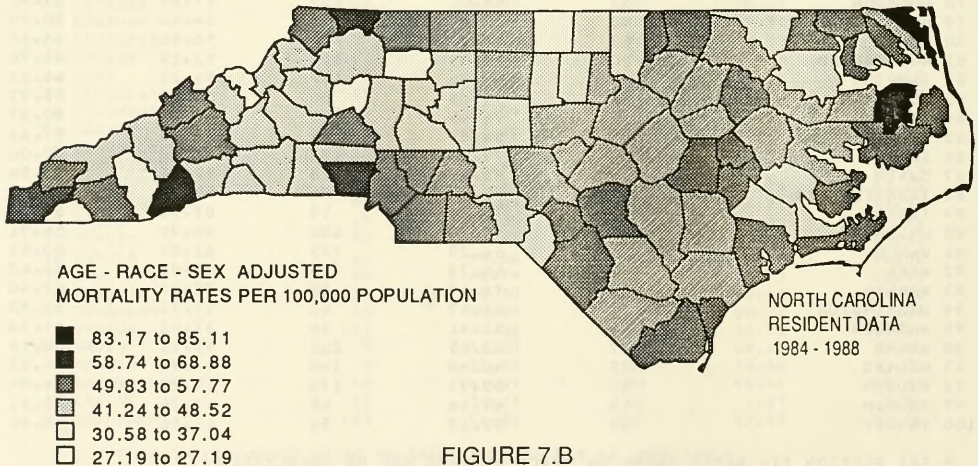 AGE - RACE - SEX ADJUSTED
MORTALITY RATES PER 100,000 POPULATION
83.17 to 85.11
58.74 to 68.88
49.83 to 57.77
41.24 to 48.52
30.58 to 37.04
27.19 to 27.19
NORTH CAROLINA
RESIDENT DATA
1984 - 1988
FIGURE 7.B